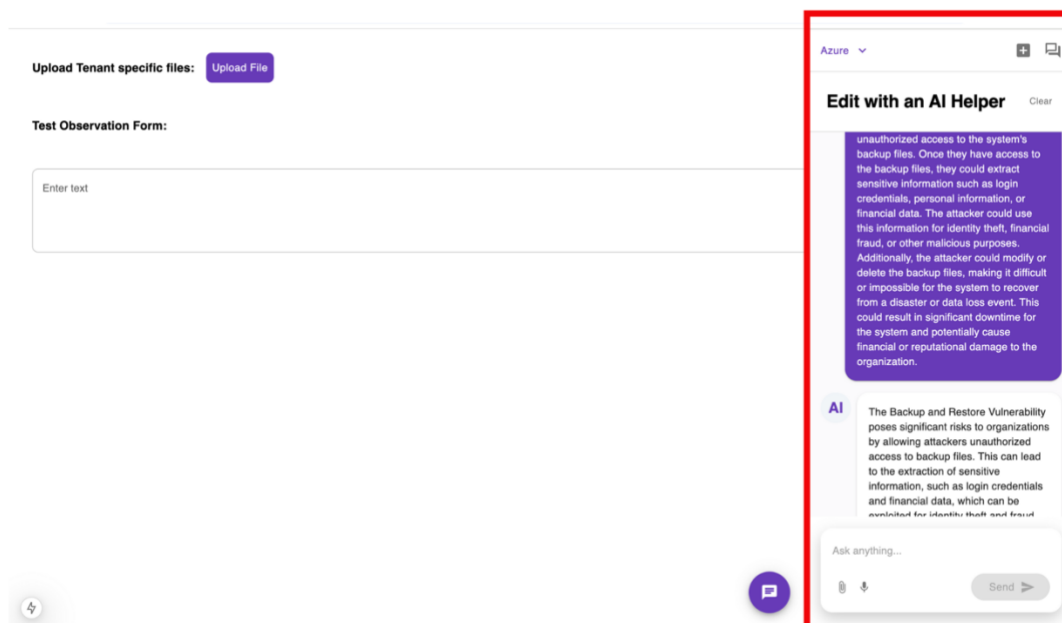 Upload Tenant specific files:
Upload File
Test Observation Form:
Enter text
Azure
Edit with an AI Helper
Clear
unauthorized access to the system's
backup files. Once they have access to
the backup files, they could extract
sensitive information such as login
credentials, personal information, or
financial data. The attacker could use
this information for identity theft, financial
fraud, or other malicious purposes.
Additionally, the attacker could modify or
delete the backup files, making it difficult
or impossible for the system to recover
from a disaster or data loss event. This
could result in significant downtime for
the system and potentially cause
financial or reputational damage to the
organization.
AI
The Backup and Restore Vulnerability
poses significant risks to organizations
by allowing attackers unauthorized
access to backup files. This can lead
to the extraction of sensitive
information, such as login credentials
and financial data, which can be
exploited for identity theft and fraud
Ask anything...
Send